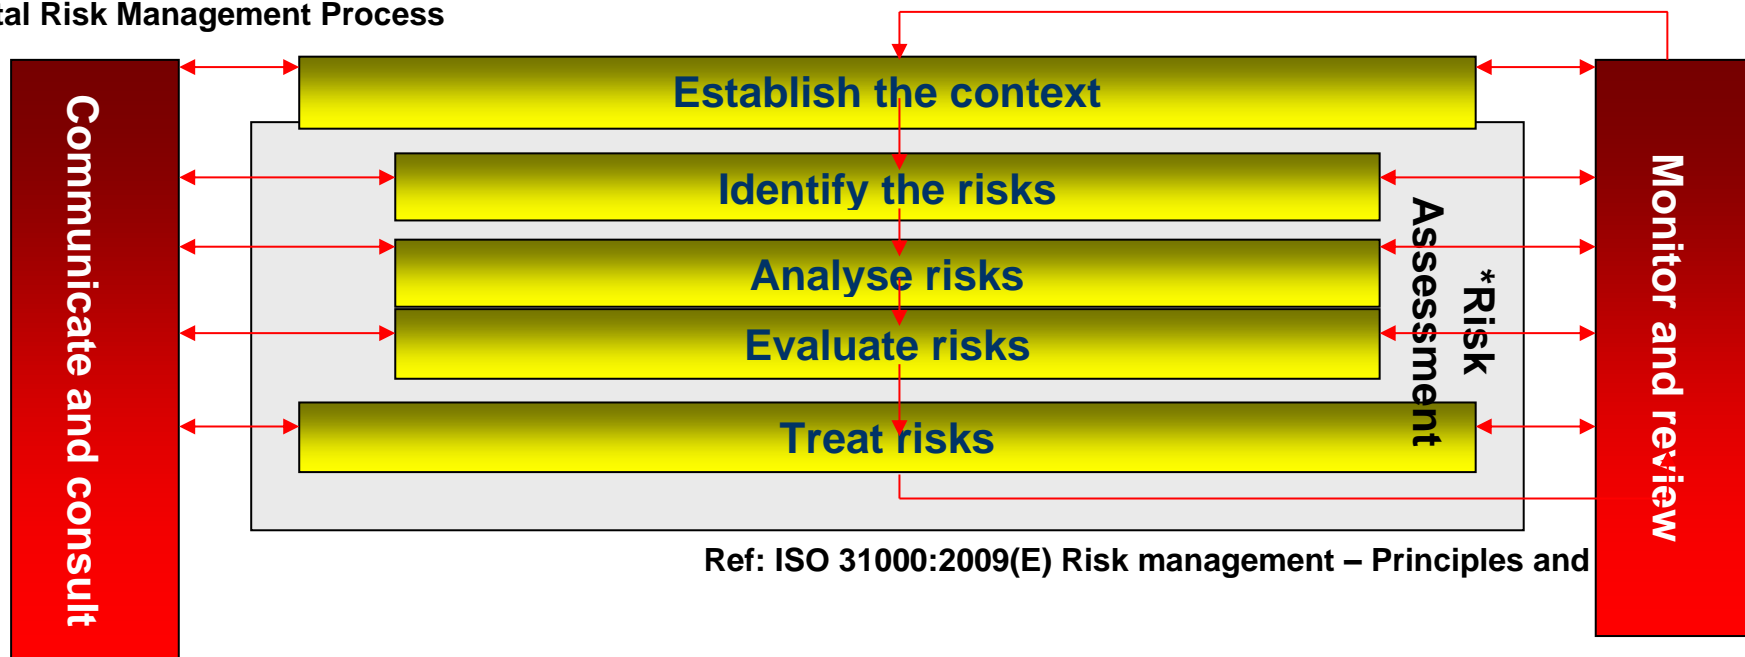 tal Risk Management Process
Establish the context
Identify the risks
Analyse risks
Evaluate risks
Treat risks
Communicate and consult
*Risk
Assessment
Monitor and review
Ref: ISO 31000:2009(E) Risk management – Principles and